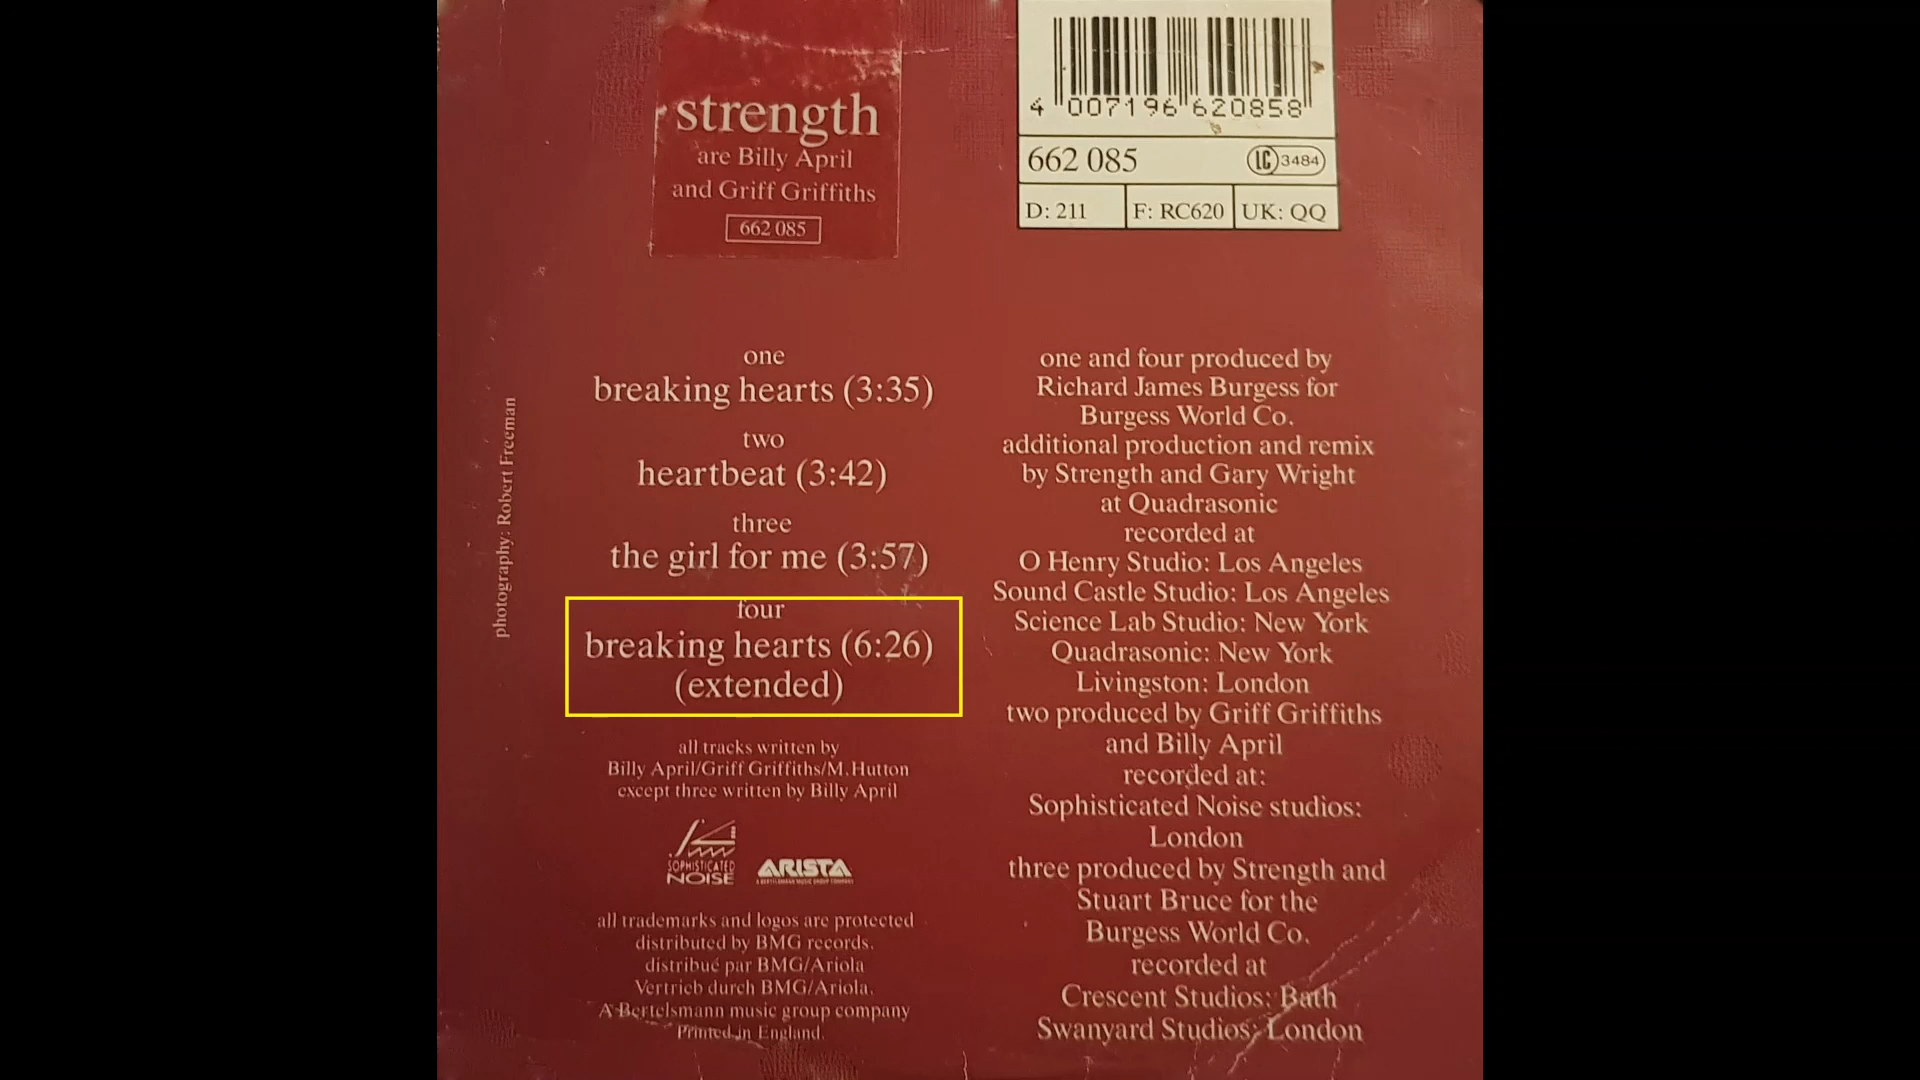 strength
are Billy April
and Griff Griffiths
662 085
4 007196 620858
662 085
LC 3484
D: 211
F: RC620
UK: QQ
photography: Robert Freeman
one
breaking hearts (3:35)
two
heartbeat (3:42)
three
the girl for me (3:57)
four
breaking hearts (6:26)
(extended)
all tracks written by
Billy April/Griff Griffiths/M.Hutton
except three written by Billy April
SOPHISTICATED
NOISE
ARISTA
A BERTELSMANN MUSIC GROUP COMPANY
all trademarks and logos are protected
distributed by BMG records.
distribué par BMG/Ariola
Vertrieb durch BMG/Ariola.
A Bertelsmann music group company
Printed in England.
one and four produced by
Richard James Burgess for
Burgess World Co.
additional production and remix
by Strength and Gary Wright
at Quadrasonic
recorded at
O Henry Studio: Los Angeles
Sound Castle Studio: Los Angeles
Science Lab Studio: New York
Quadrasonic: New York
Livingston: London
two produced by Griff Griffiths
and Billy April
recorded at:
Sophisticated Noise studios:
London
three produced by Strength and
Stuart Bruce for the
Burgess World Co.
recorded at
Crescent Studios: Bath
Swanyard Studios: London